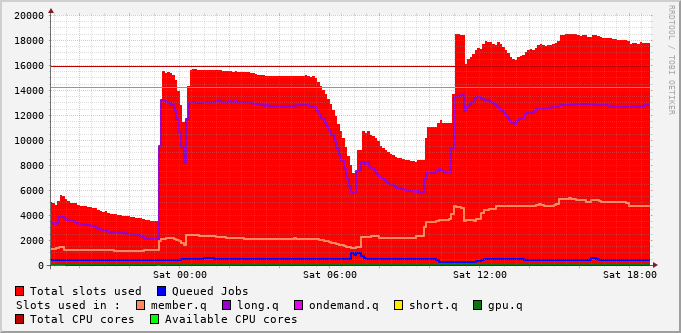 RRDTOOL / TOBI OETIKER
20000
18000
16000
14000
12000
10000
8000
6000
4000
2000
0
Sat 00:00 Sat 06:00 Sat 12:00 Sat 18:00
Total slots used Queued Jobs
Slots used in : member.q long.q ondemand.q short.q gpu.q
Total CPU cores Available CPU cores